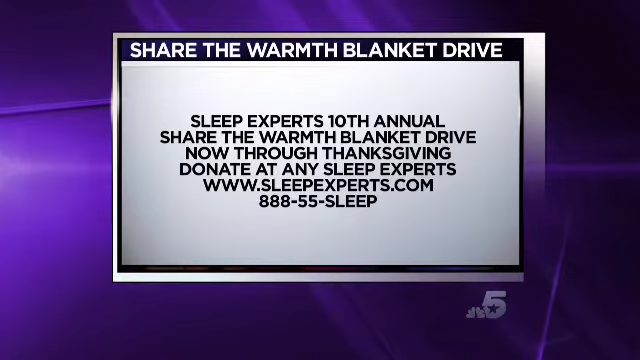 SHARE THE WARMTH BLANKET DRIVE
SLEEP EXPERTS 10TH ANNUAL
SHARE THE WARMTH BLANKET DRIVE
NOW THROUGH THANKSGIVING
DONATE AT ANY SLEEP EXPERTS
WWW.SLEEPEXPERTS.COM
888-55-SLEEP
5